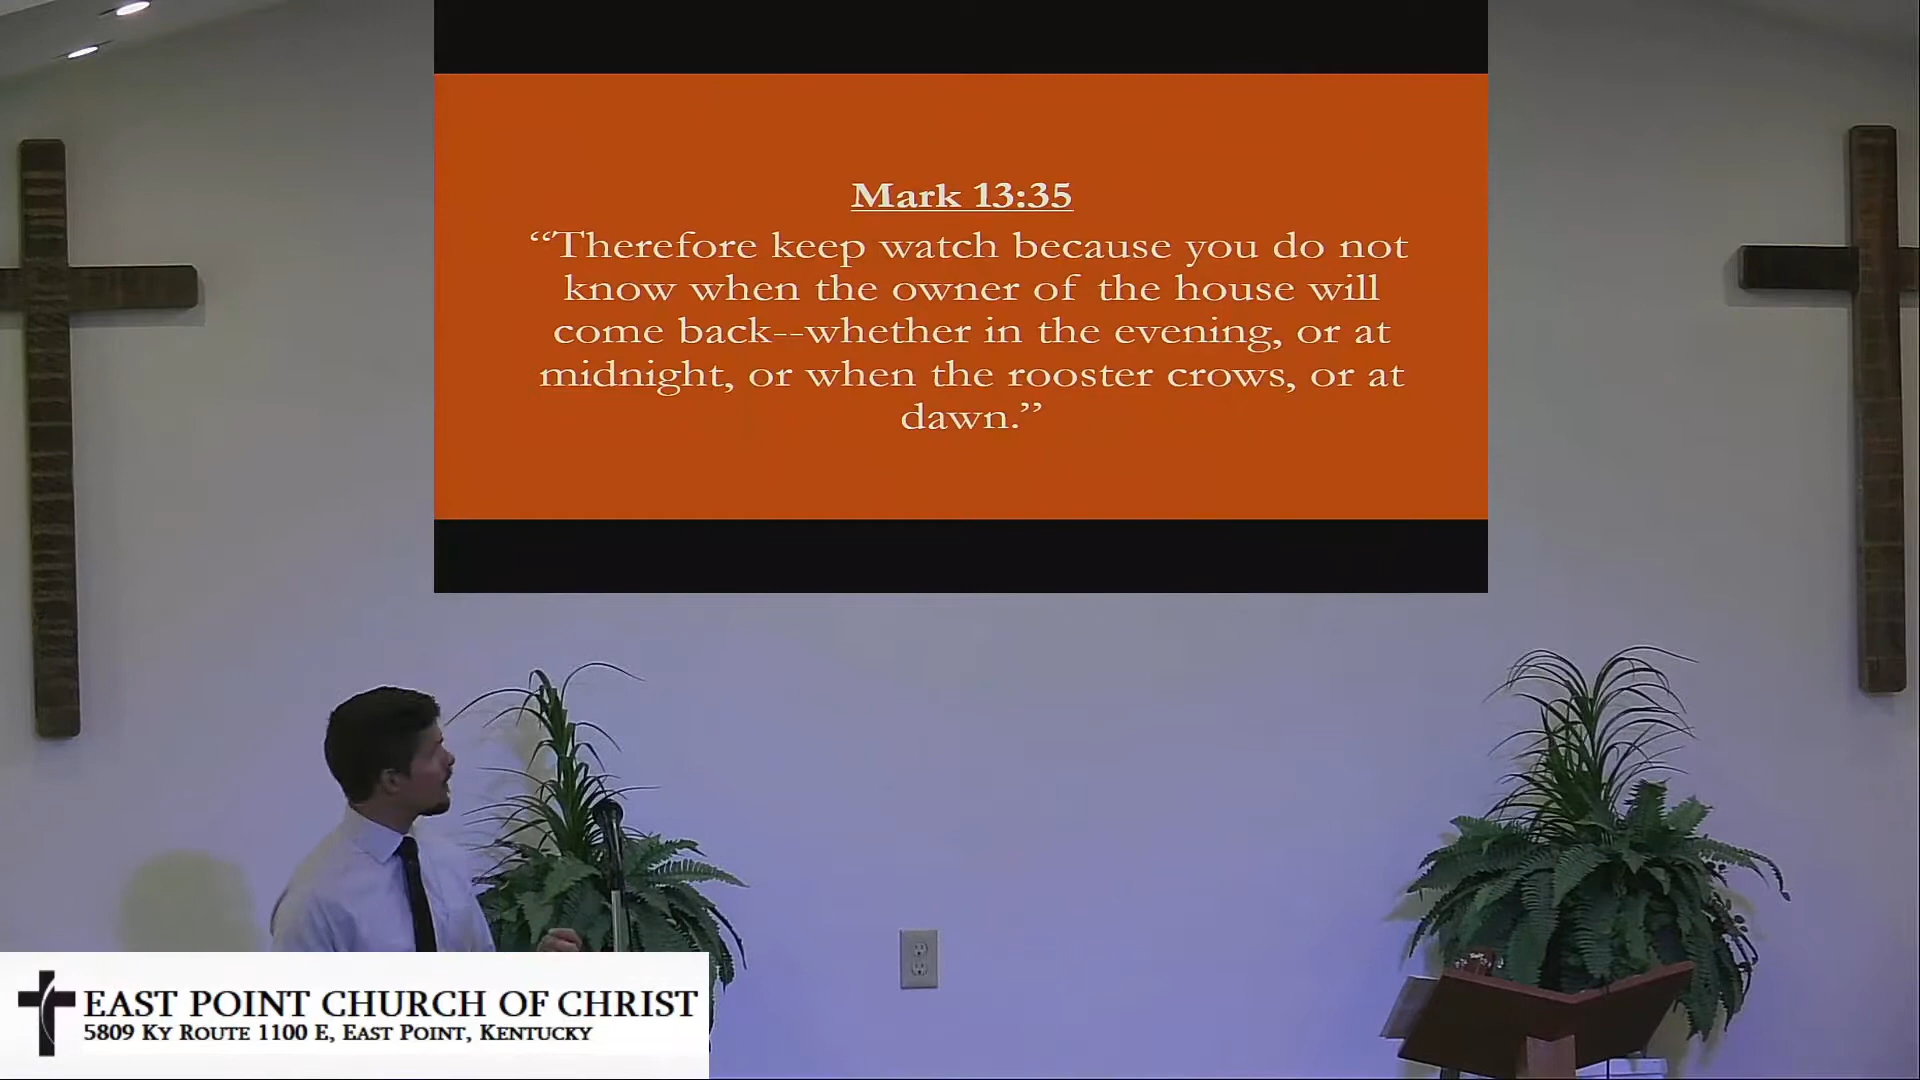 Mark 13:35
“Therefore keep watch because you do not
know when the owner of the house will
come back--whether in the evening, or at
midnight, or when the rooster crows, or at
dawn.”
EAST POINT CHURCH OF CHRIST
5809 KY ROUTE 1100 E, EAST POINT, KENTUCKY